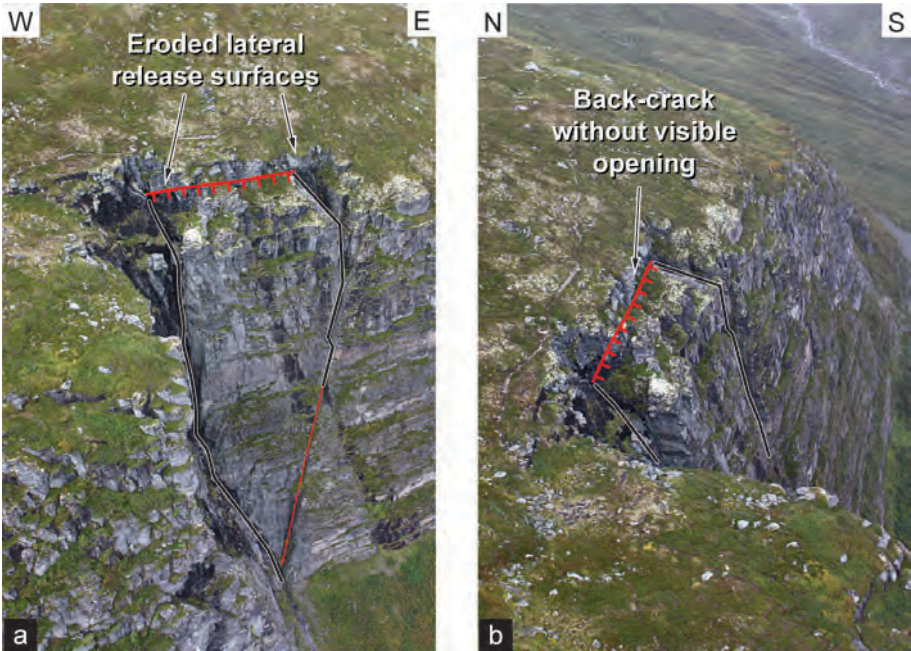 W
E
Eroded lateral
release surfaces
a
N
S
Back-crack
without visible
opening
b